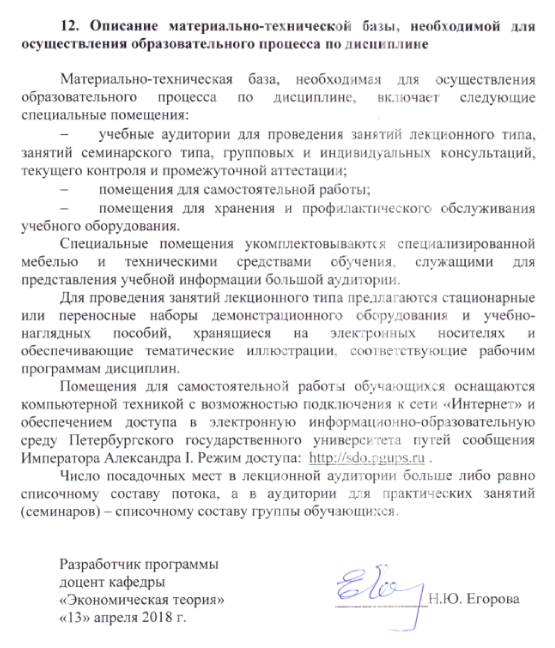 12. Описание материально-технической базы, необходимой для
осуществления образовательного процесса по дисциплине
Материально-техническая база, необходимая для осуществления
образовательного процесса по дисциплине, включает следующие
специальные помещения:
– учебные аудитории для проведения занятий лекционного типа,
занятий семинарского типа, групповых и индивидуальных консультаций,
текущего контроля и промежуточной аттестации;
– помещения для самостоятельной работы;
– помещения для хранения и профилактического обслуживания
учебного оборудования.
Специальные помещения укомплектовываются специализированной
мебелью и техническими средствами обучения, служащими для
представления учебной информации большой аудитории.
Для проведения занятий лекционного типа предлагаются стационарные
или переносные наборы демонстрационного оборудования и учебно-
наглядных пособий, хранящиеся на электронных носителях и
обеспечивающие тематические иллюстрации, соответствующие рабочим
программам дисциплин.
Помещения для самостоятельной работы обучающихся оснащаются
компьютерной техникой с возможностью подключения к сети «Интернет» и
обеспечением доступа в электронную информационно-образовательную
среду Петербургского государственного университета путей сообщения
Императора Александра I. Режим доступа: http://sdo.pgups.ru .
Число посадочных мест в лекционной аудитории больше либо равно
списочному составу потока, а в аудитории для практических занятий
(семинаров) – списочному составу группы обучающихся.
Разработчик программы
доцент кафедры
«Экономическая теория»
Н.Ю. Егорова
«13» апреля 2018 г.